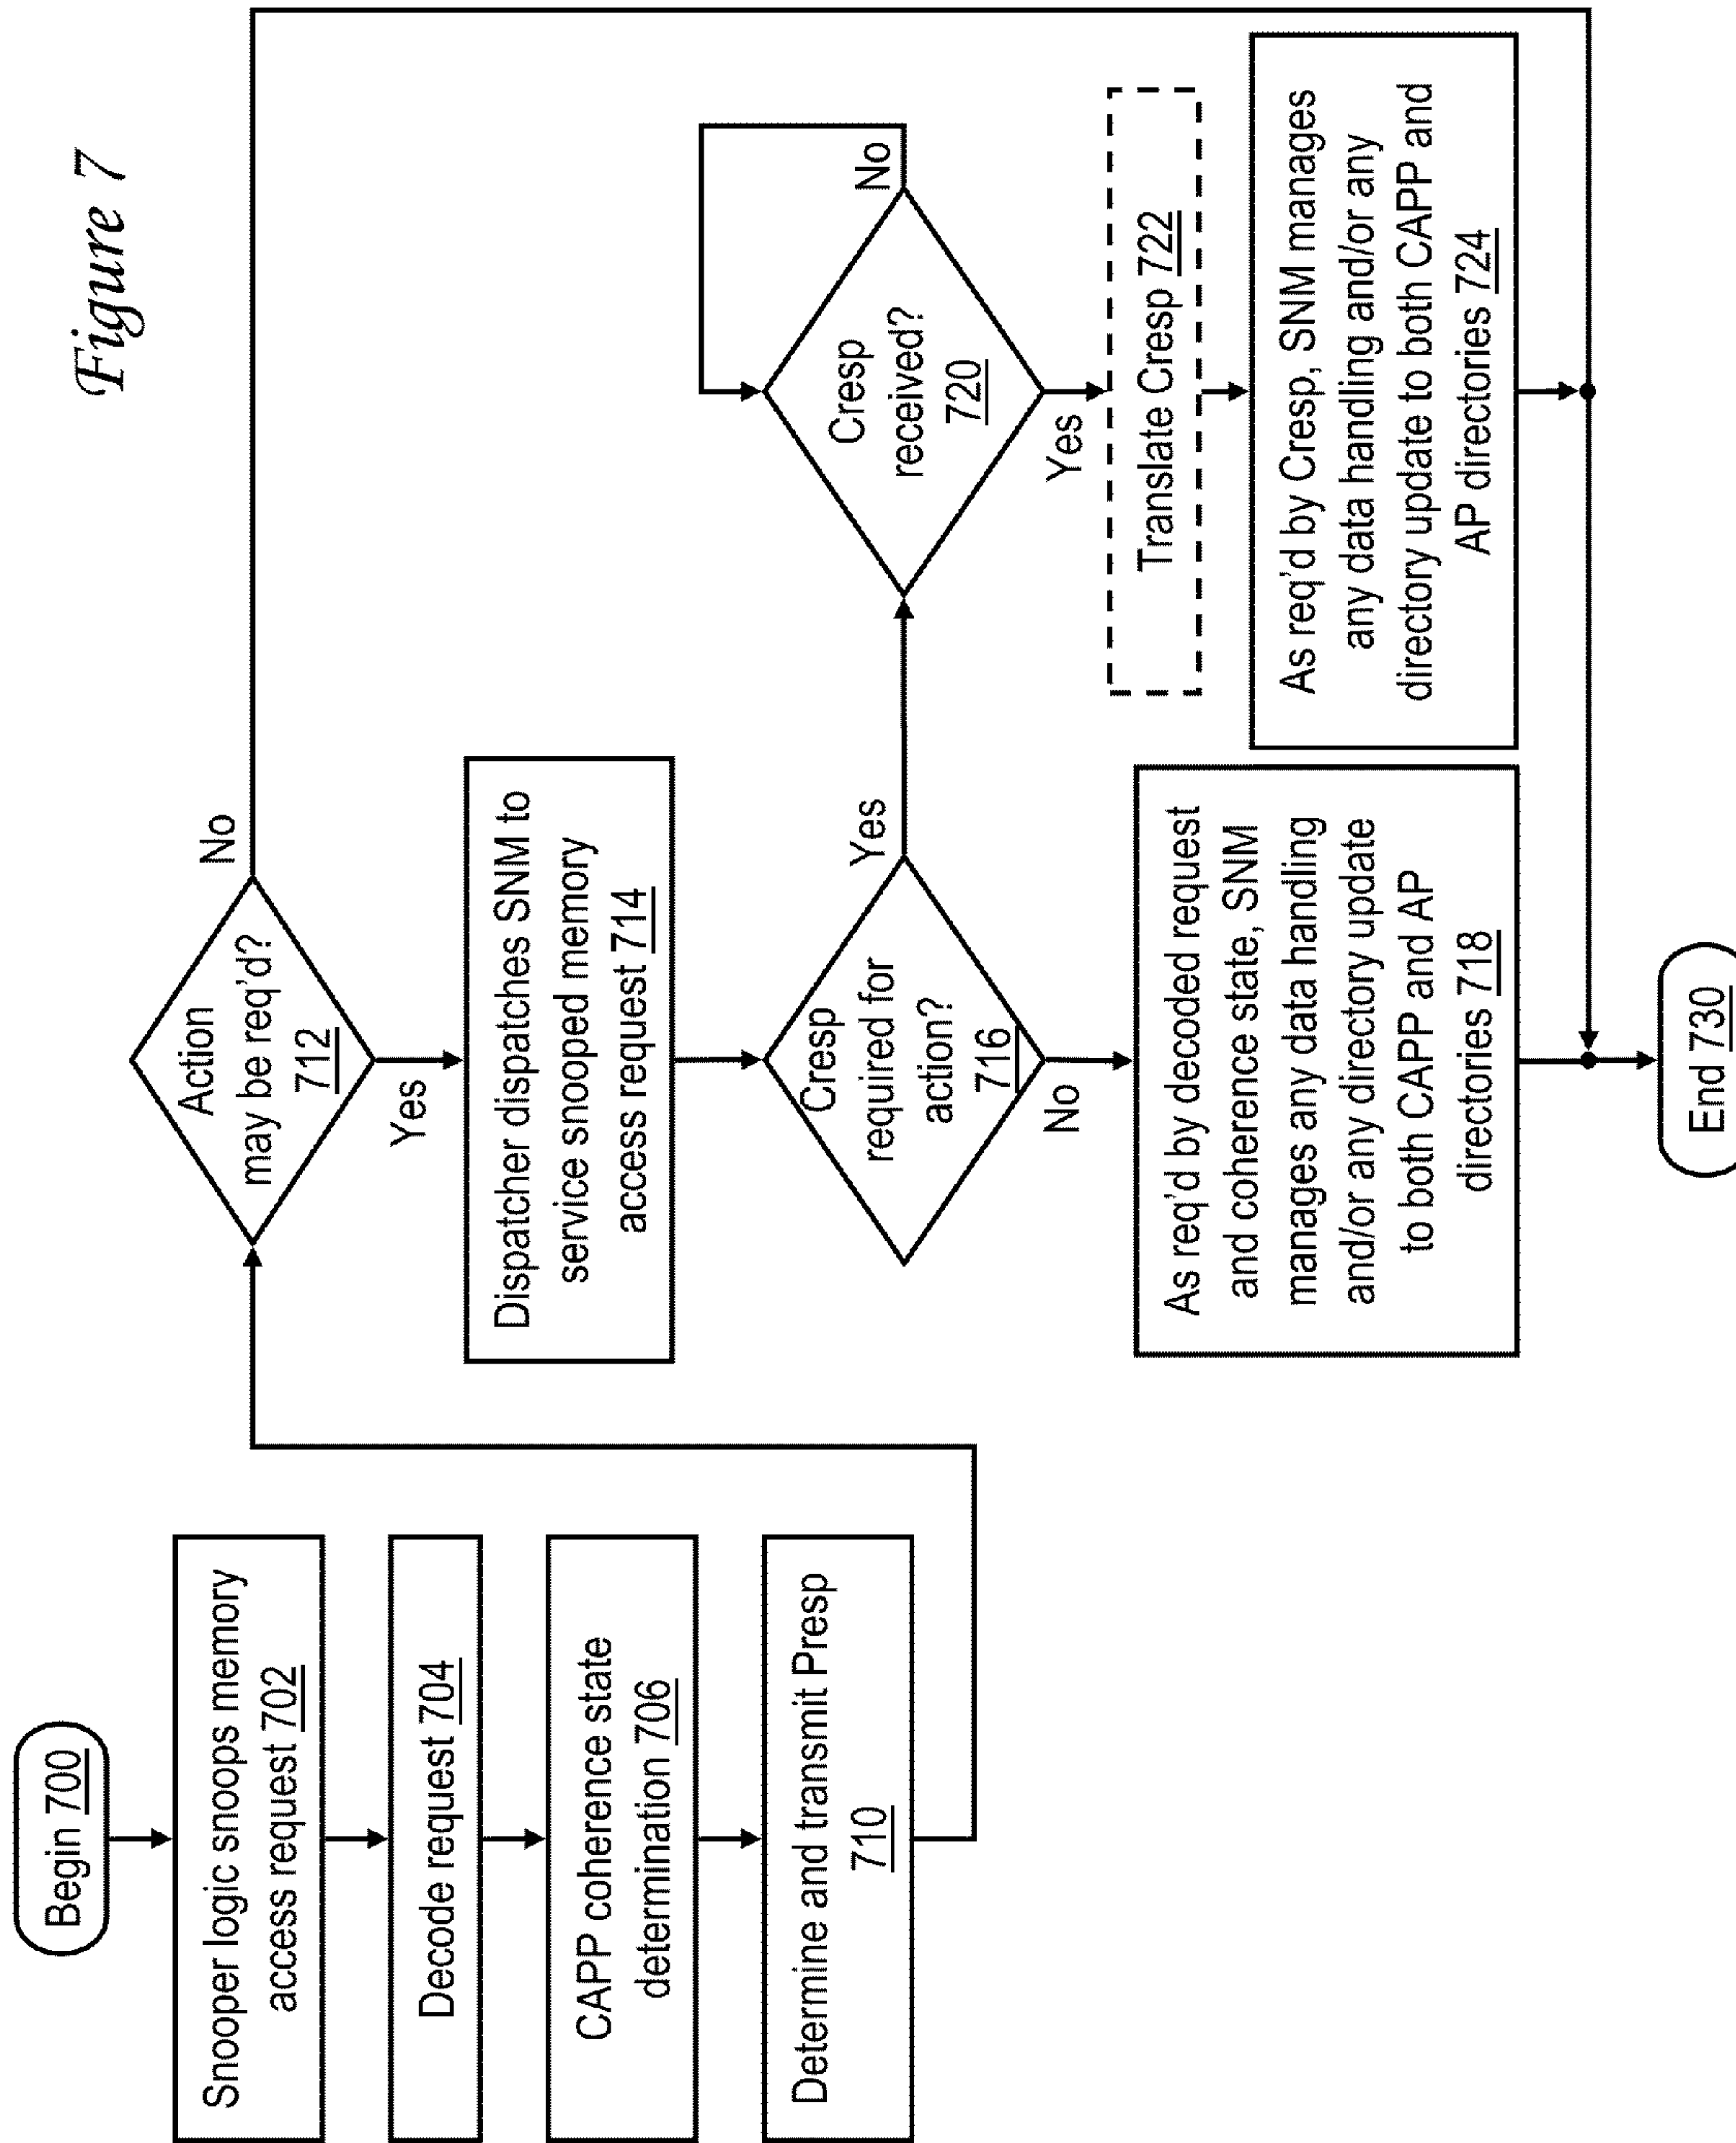 Figure 7
Begin 700
Snooper logic snoops memory
access request 702
Decode request 704
CAPP coherence state
determination 706
Determine and transmit Presp
710
Action
may be req'd?
712
No
Yes
Dispatcher dispatches SNM to
service snooped memory
access request 714
Cresp
required for
action?
716
Yes
No
As req'd by decoded request
and coherence state, SNM
manages any data handling
and/or any directory update
to both CAPP and AP
directories 718
Cresp
received?
720
No
Yes
Translate Cresp 722
As req'd by Cresp, SNM manages
any data handling and/or any
directory update to both CAPP and
AP directories 724
End 730